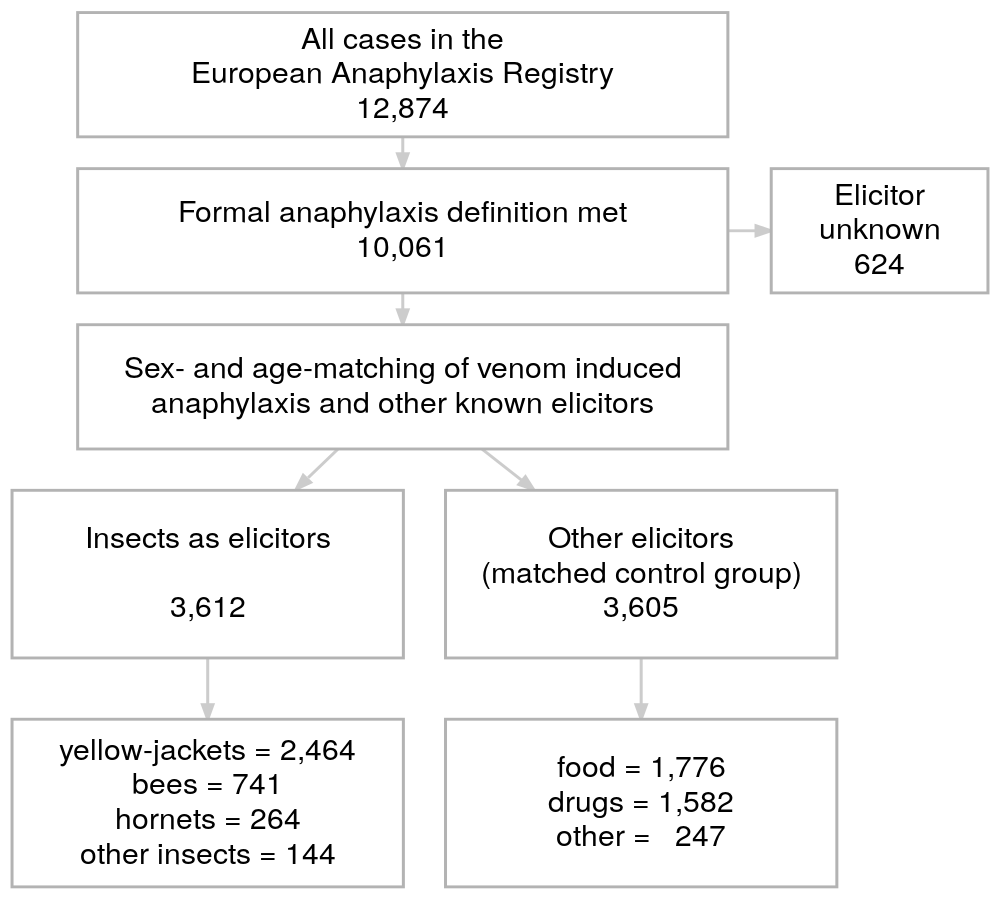 All cases in the
European Anaphylaxis Registry
12,874
Formal anaphylaxis definition met
10,061
Elicitor
unknown
624
Sex- and age-matching of venom induced
anaphylaxis and other known elicitors
Insects as elicitors
3,612
Other elicitors
(matched control group)
3,605
yellow-jackets = 2,464
bees = 741
hornets = 264
other insects = 144
food = 1,776
drugs = 1,582
other = 247